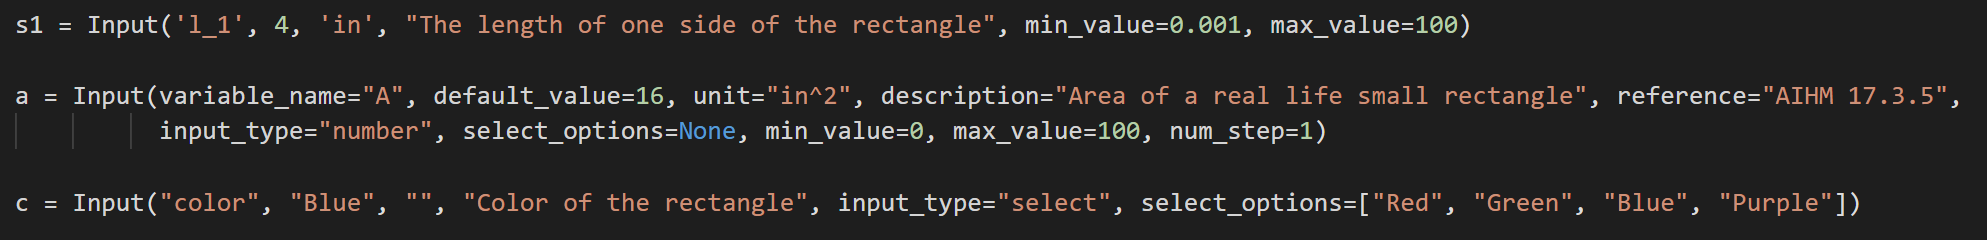 s1 = Input('l_1', 4, 'in', "The length of one side of the rectangle", min_value=0.001, max_value=100)
a = Input(variable_name="A", default_value=16, unit="in^2", description="Area of a real life small rectangle", reference="AIHM 17.3.5",
input_type="number", select_options=None, min_value=0, max_value=100, num_step=1)
c = Input("color", "Blue", "", "Color of the rectangle", input_type="select", select_options=["Red", "Green", "Blue", "Purple"])